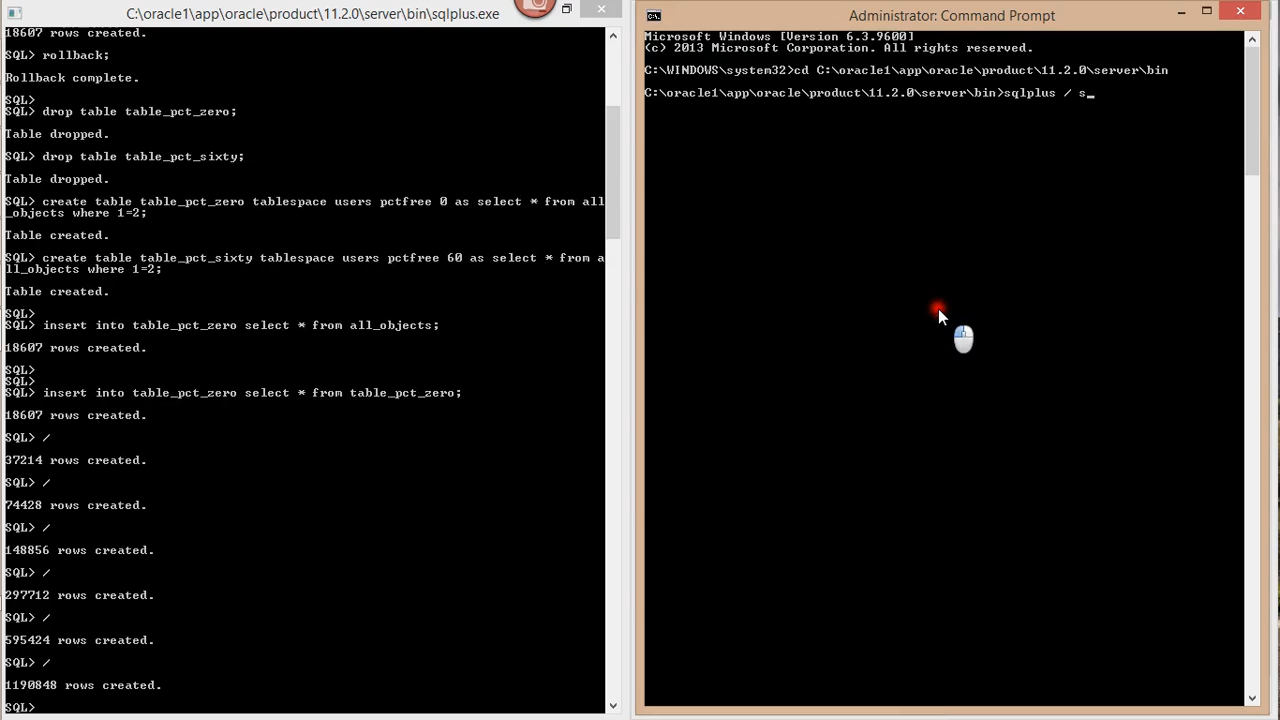 C:\oracle1\app\oracle\product\11.2.0\server\bin\sqlplus.exe
18607 rows created.
SQL> rollback;
Rollback complete.
SQL>
SQL> drop table table_pct_zero;
Table dropped.
SQL> drop table table_pct_sixty;
Table dropped.
SQL> create table table_pct_zero tablespace users pctfree 0 as select * from all
_objects where 1=2;
Table created.
SQL> create table table_pct_sixty tablespace users pctfree 60 as select * from a
ll_objects where 1=2;
Table created.
SQL>
SQL> insert into table_pct_zero select * from all_objects;
18607 rows created.
SQL>
SQL>
SQL> insert into table_pct_zero select * from table_pct_zero;
18607 rows created.
SQL> /
37214 rows created.
SQL> /
74428 rows created.
SQL> /
148856 rows created.
SQL> /
297712 rows created.
SQL> /
595424 rows created.
SQL> /
1190848 rows created.
SQL>
Administrator: Command Prompt
Microsoft Windows [Version 6.3.9600]
(c) 2013 Microsoft Corporation. All rights reserved.
C:\WINDOWS\system32>cd C:\oracle1\app\oracle\product\11.2.0\server\bin
C:\oracle1\app\oracle\product\11.2.0\server\bin>sqlplus / s_